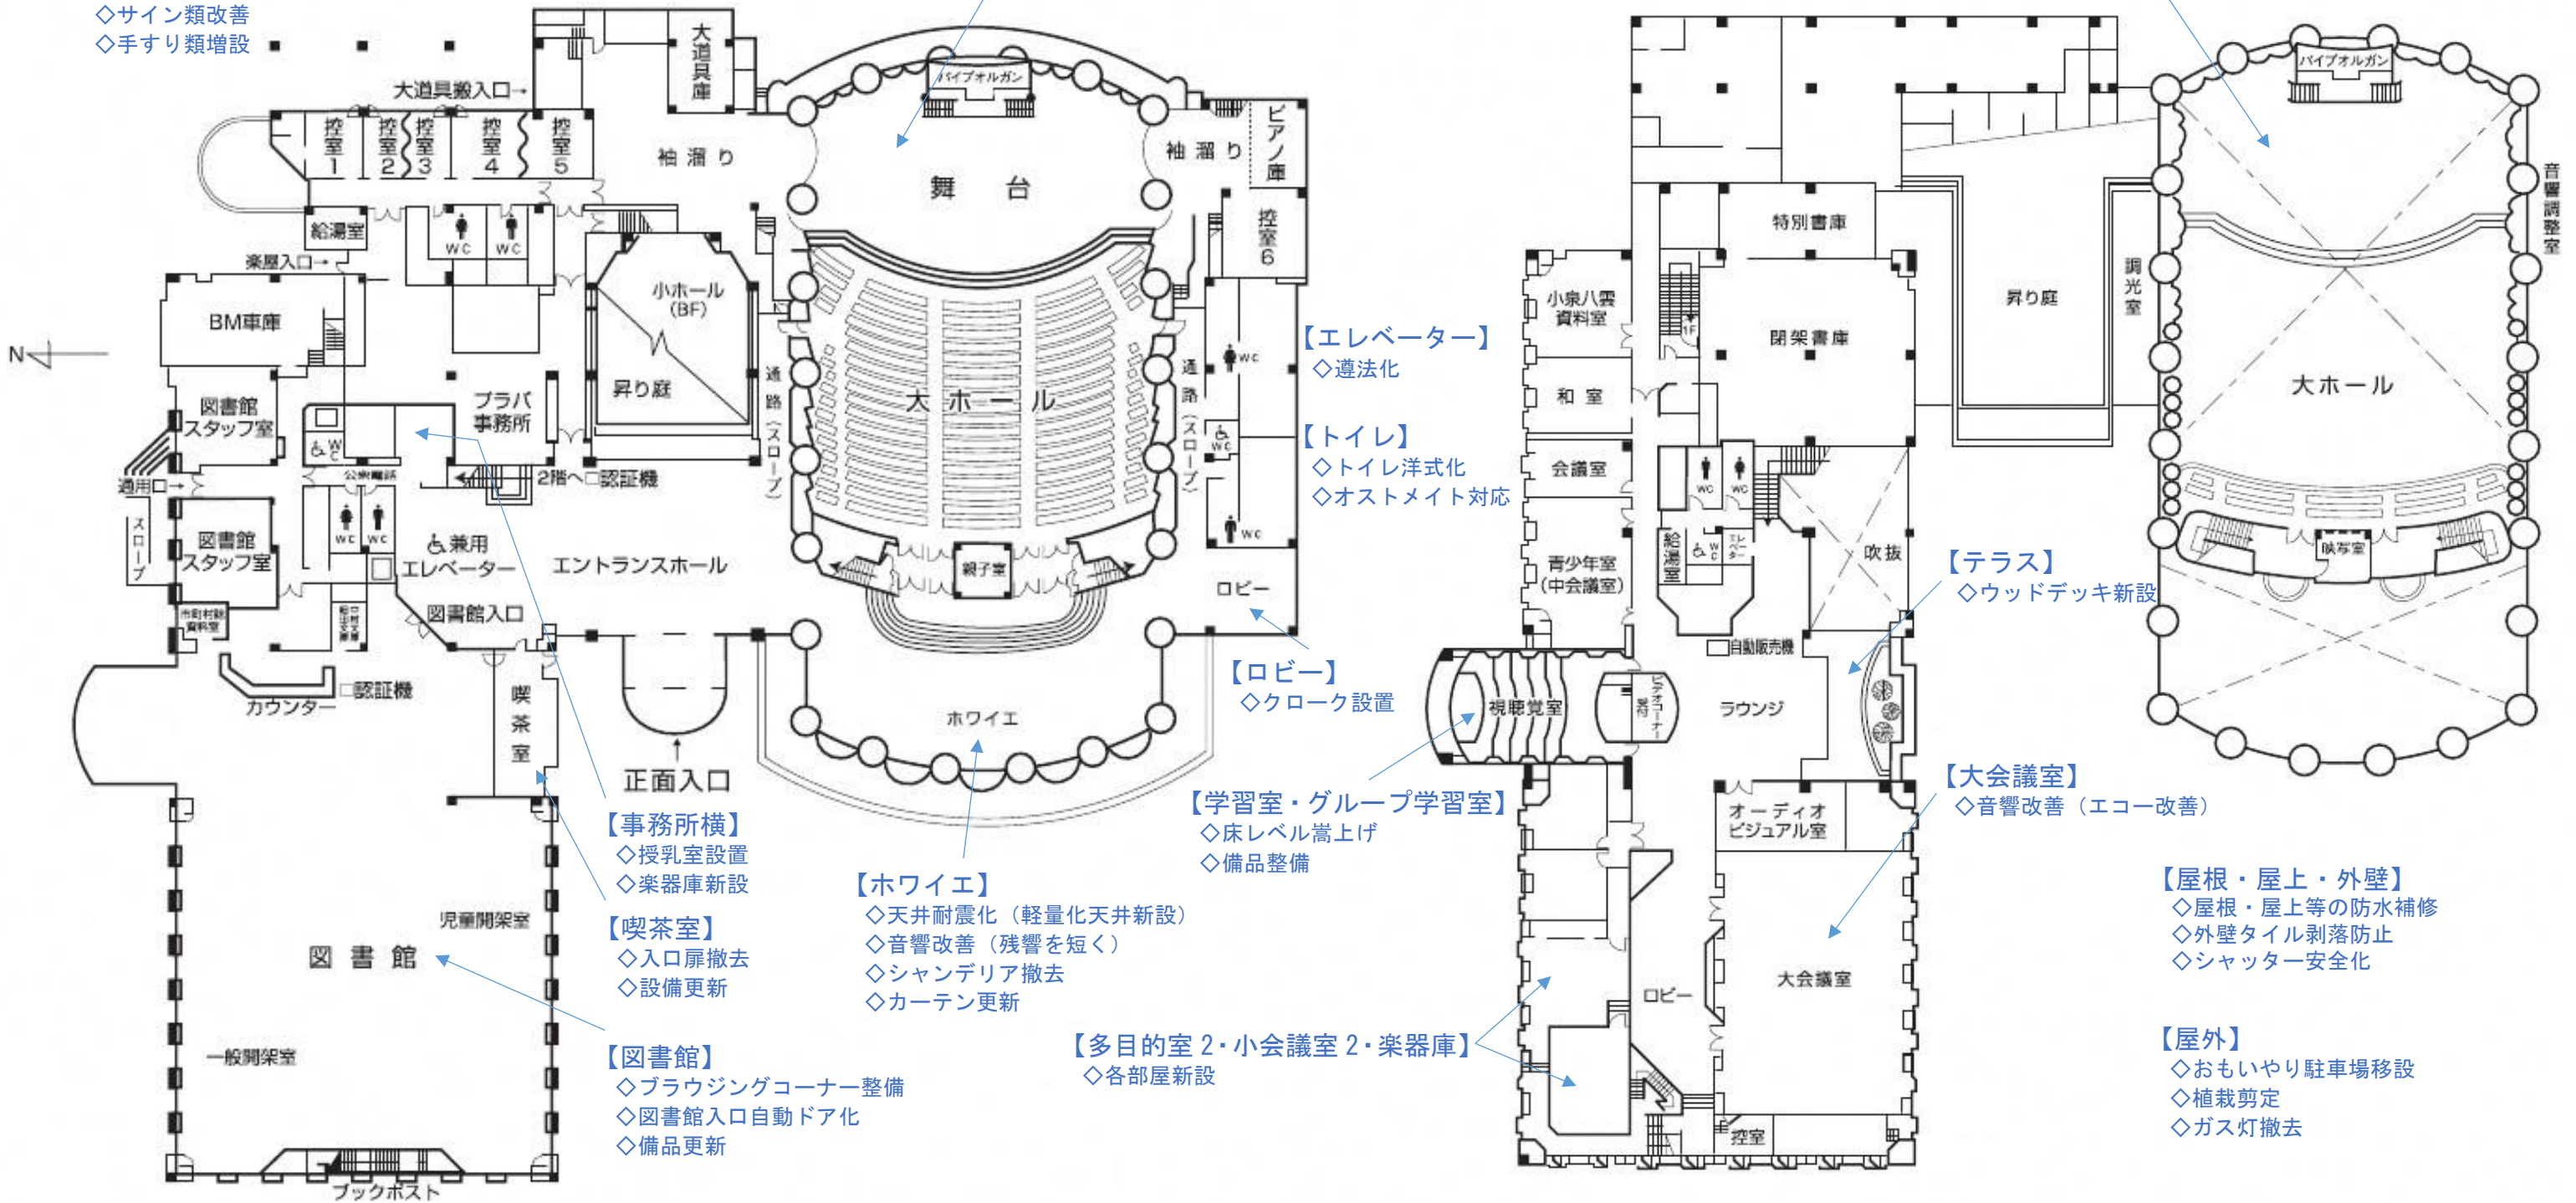 ◇サイン類改善
◇手すり類増設
大道具搬入口→
大道具庫
パイプオルガン
控室1
控室2
控室3
控室4
控室5
袖溜り
舞台
袖溜り
ピアノ庫
控室6
給湯室
WC
WC
楽屋入口→
小ホール
(BF)
昇り庭
BM車庫
N
図書館
スタッフ室
プラバ
事務所
WC
公衆電話
通用口→
2階へ□認証機
通路(スロープ)
大ホール
通路(スロープ)
WC
WC
WC
スロープ
図書館
スタッフ室
WC
WC
兼用
エレベーター
エントランスホール
親子室
ロビー
図書館入口
□認証機
カウンター
喫茶室
正面入口
ホワイエ
児童開架室
図書館
一般開架室
ブックポスト
【事務所横】
◇授乳室設置
◇楽器庫新設
【喫茶室】
◇入口扉撤去
◇設備更新
【図書館】
◇ブラウジングコーナー整備
◇図書館入口自動ドア化
◇備品更新
【ホワイエ】
◇天井耐震化（軽量化天井新設）
◇音響改善（残響を短く）
◇シャンデリア撤去
◇カーテン更新
【エレベーター】
◇遵法化
【トイレ】
◇トイレ洋式化
◇オストメイト対応
【ロビー】
◇クローク設置
【学習室・グループ学習室】
◇床レベル嵩上げ
◇備品整備
【多目的室2・小会議室2・楽器庫】
◇各部屋新設
特別書庫
小泉八雲
資料室
1F
閉架書庫
和室
会議室
WC
WC
青少年室
(中会議室)
給湯室
WC
エレベーター
吹抜
昇り庭
自動販売機
視聴覚室
ビデオコーナー
受付
ラウンジ
オーディオ
ビジュアル室
ロビー
大会議室
控室
パイプオルガン
音響調整室
調光室
大ホール
映写室
【テラス】
◇ウッドデッキ新設
【大会議室】
◇音響改善（エコー改善）
【屋根・屋上・外壁】
◇屋根・屋上等の防水補修
◇外壁タイル剥落防止
◇シャッター安全化
【屋外】
◇おもいやり駐車場移設
◇植栽剪定
◇ガス灯撤去